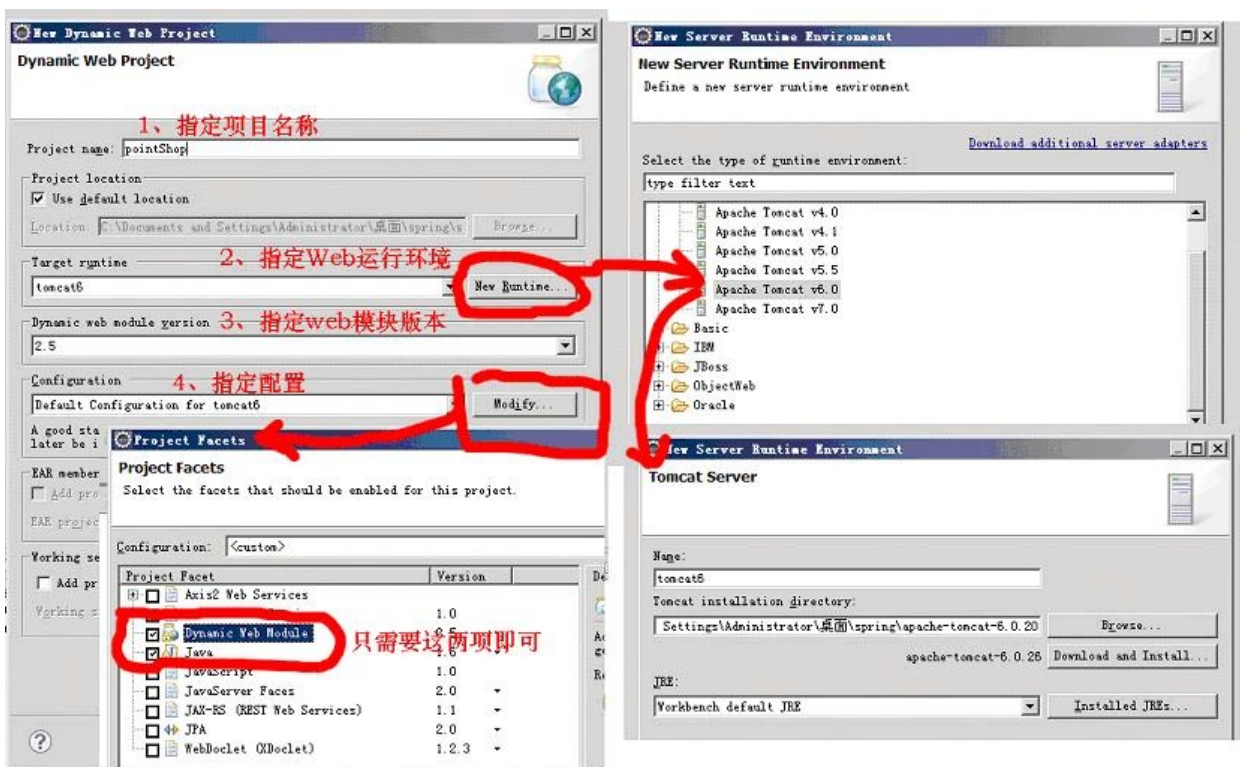 New Dynamic Web Project
Dynamic Web Project
1、指定项目名称
Project name: pointShop
Project location
Use default location
Location: C:\Documents and Settings\Administrator\桌面\spring\s Browse...
2、指定Web运行环境
Target runtime
tomcat6 New Runtime...
Dynamic web module version 3、指定web模块版本
2.5
Configuration 4、指定配置
Default Configuration for tomcat6 Modify...
A good sta
later be i
EAR member
Add pro
EAR projec
Working se
Add pr
Working s
Project Facets
Project Facets
Select the facets that should be enabled for this project.
Configuration: <custom>
Project Facet Version
Axis2 Web Services
1.0
Dynamic Web Module 2.5
只需要这两项即可
Java 1.6
JavaScript 1.0
JavaServer Faces 2.0
JAX-RS (REST Web Services) 1.1
JPA 2.0
WebDoclet (XDoclet) 1.2.3
New Server Runtime Environment
New Server Runtime Environment
Define a new server runtime environment
Download additional server adapters
Select the type of runtime environment:
type filter text
Apache Tomcat v4.0
Apache Tomcat v4.1
Apache Tomcat v5.0
Apache Tomcat v5.5
Apache Tomcat v6.0
Apache Tomcat v7.0
Basic
IBM
JBoss
ObjectWeb
Oracle
New Server Runtime Environment
Tomcat Server
Name:
tomcat6
Tomcat installation directory:
Settings\Administrator\桌面\spring\apache-tomcat-6.0.20 Browse...
apache-tomcat-6.0.26 Download and Install...
JRE:
Workbench default JRE Installed JREs...